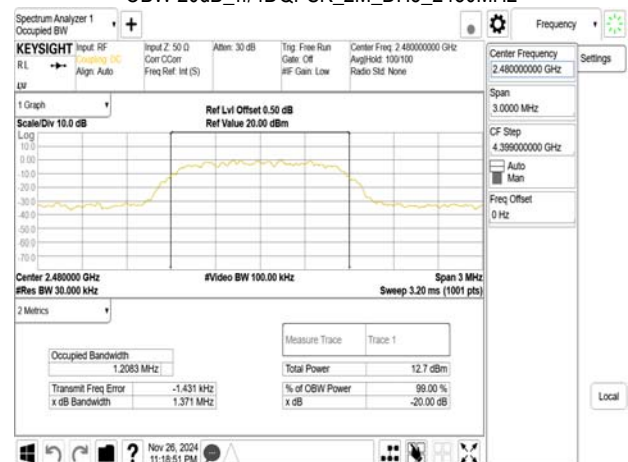 Spectrum Analyzer 1
Occupied BW
Frequency
KEYSIGHT
RL
Input: RF
Coupling: DC
Align: Auto
Input Z: 50 Ω
Corr CCorr
Freq Ref: Int (S)
Atten: 30 dB
Trig: Free Run
Gate: Off
#IF Gain: Low
Center Freq: 2.480000000 GHz
Avg|Hold: 100/100
Radio Std: None
Center Frequency
2.480000000 GHz
Settings
Span
3.0000 MHz
CF Step
4.399000000 GHz
Auto
Man
Freq Offset
0 Hz
Local
1 Graph
Scale/Div 10.0 dB
Ref Lvl Offset 0.50 dB
Ref Value 20.00 dBm
Log
10.0
0.00
-10.0
-20.0
-30.0
-40.0
-50.0
-60.0
-70.0
Center 2.480000 GHz
#Video BW 100.00 kHz
Span 3 MHz
#Res BW 30.000 kHz
Sweep 3.20 ms (1001 pts)
2 Metrics
Measure Trace
Trace 1
Occupied Bandwidth
1.2083 MHz
Total Power
12.7 dBm
Transmit Freq Error
-1.431 kHz
% of OBW Power
99.00 %
x dB Bandwidth
1.371 MHz
x dB
-20.00 dB
Nov 26, 2024
11:18:51 PM